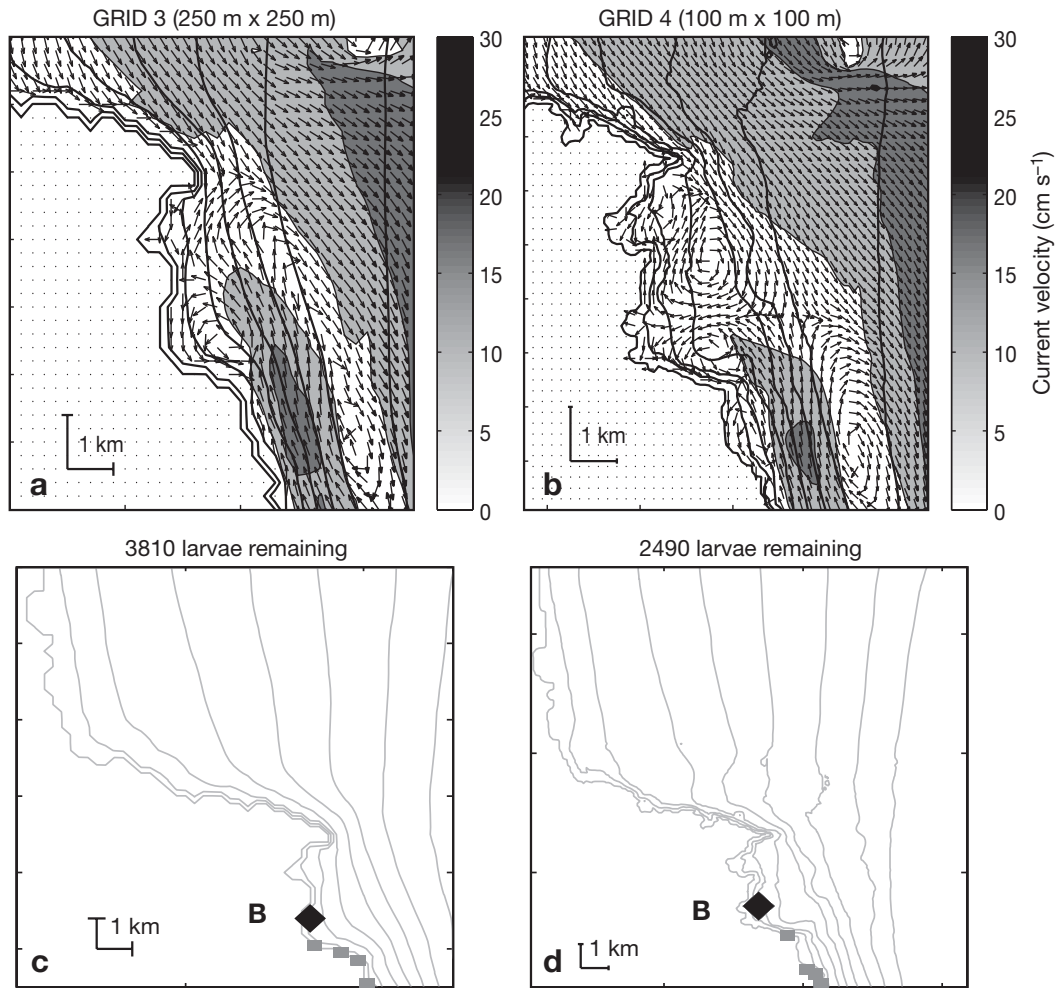 GRID 3 (250 m x 250 m)
GRID 4 (100 m x 100 m)
30
25
20
15
10
5
0
30
25
20
15
10
5
0
Current velocity (cm s⁻¹)
1 km
a
1 km
b
3810 larvae remaining
2490 larvae remaining
B
1 km
c
B
1 km
d